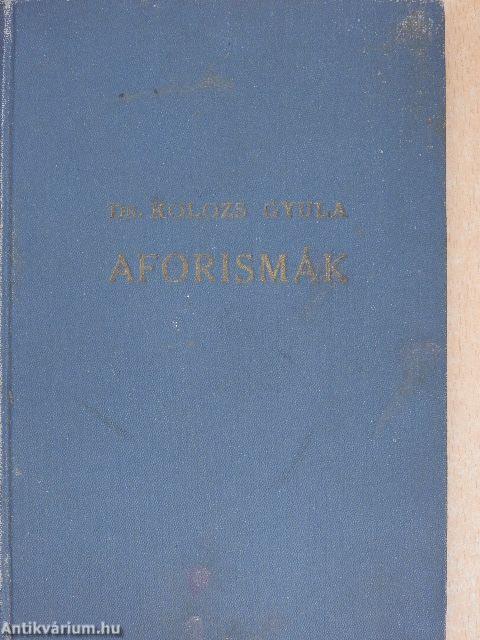 Dr. KOLOZS GYULA
AFORISMÁK
Antikvárium.hu